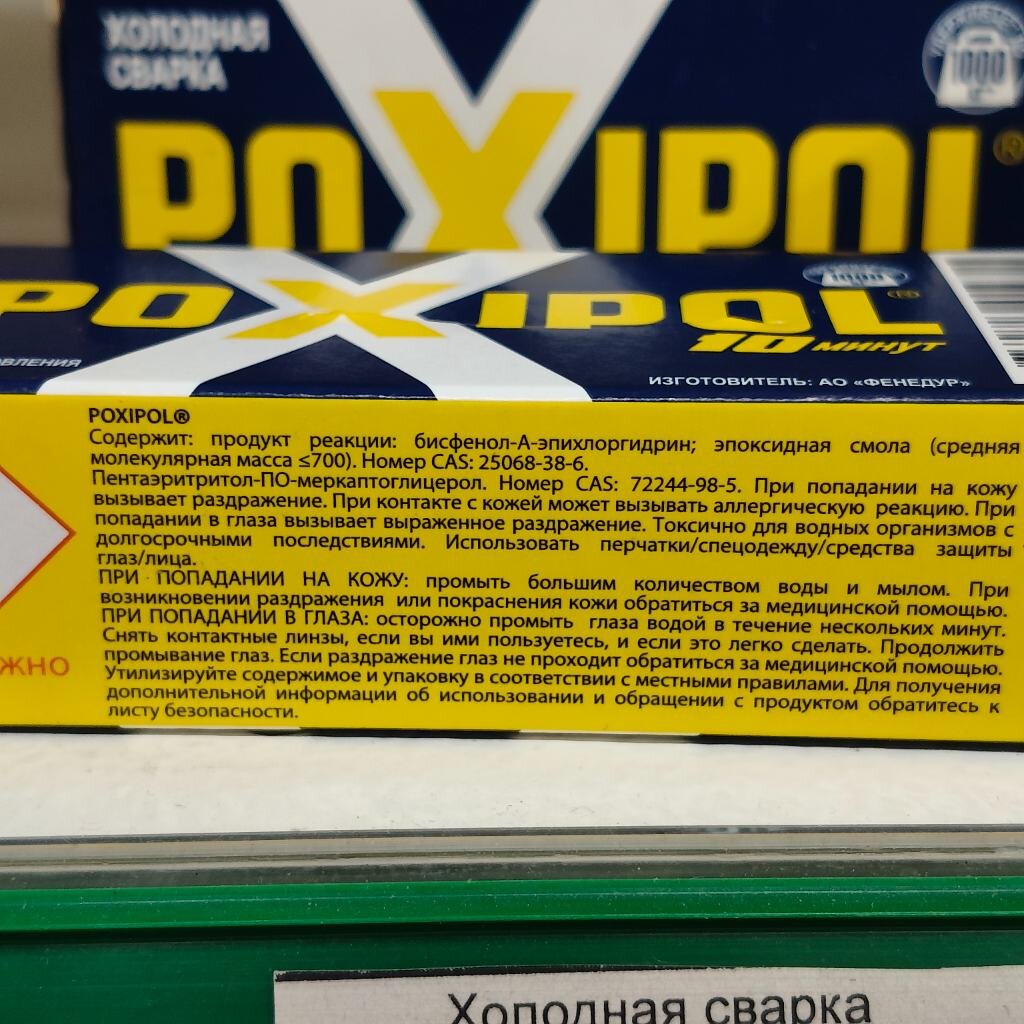 ХОЛОДНАЯ
СВАРКА
1000
POXIPOL®
POXIPOL®
10 минут
ВЛЕНИЯ
ИЗГОТОВИТЕЛЬ: АО «ФЕНЕДУР»
POXIPOL®
Содержит: продукт реакции: бисфенол-А-эпихлоргидрин; эпоксидная смола (средняя
молекулярная масса ≤700). Номер CAS: 25068-38-6.
Пентаэритритол-ПО-меркаптоглицерол. Номер CAS: 72244-98-5. При попадании на кожу
вызывает раздражение. При контакте с кожей может вызывать аллергическую реакцию. При
попадании в глаза вызывает выраженное раздражение. Токсично для водных организмов с
долгосрочными последствиями. Использовать перчатки/спецодежду/средства защиты
глаз/лица.
ПРИ ПОПАДАНИИ НА КОЖУ: промыть большим количеством воды и мылом. При
возникновении раздражения или покраснения кожи обратиться за медицинской помощью.
ПРИ ПОПАДАНИИ В ГЛАЗА: осторожно промыть глаза водой в течение нескольких минут.
Снять контактные линзы, если вы ими пользуетесь, и если это легко сделать. Продолжить
промывание глаз. Если раздражение глаз не проходит обратиться за медицинской помощью.
ЖНО
Утилизируйте содержимое и упаковку в соответствии с местными правилами. Для получения
дополнительной информации об использовании и обращении с продуктом обратитесь к
листу безопасности.
Холодная сварка